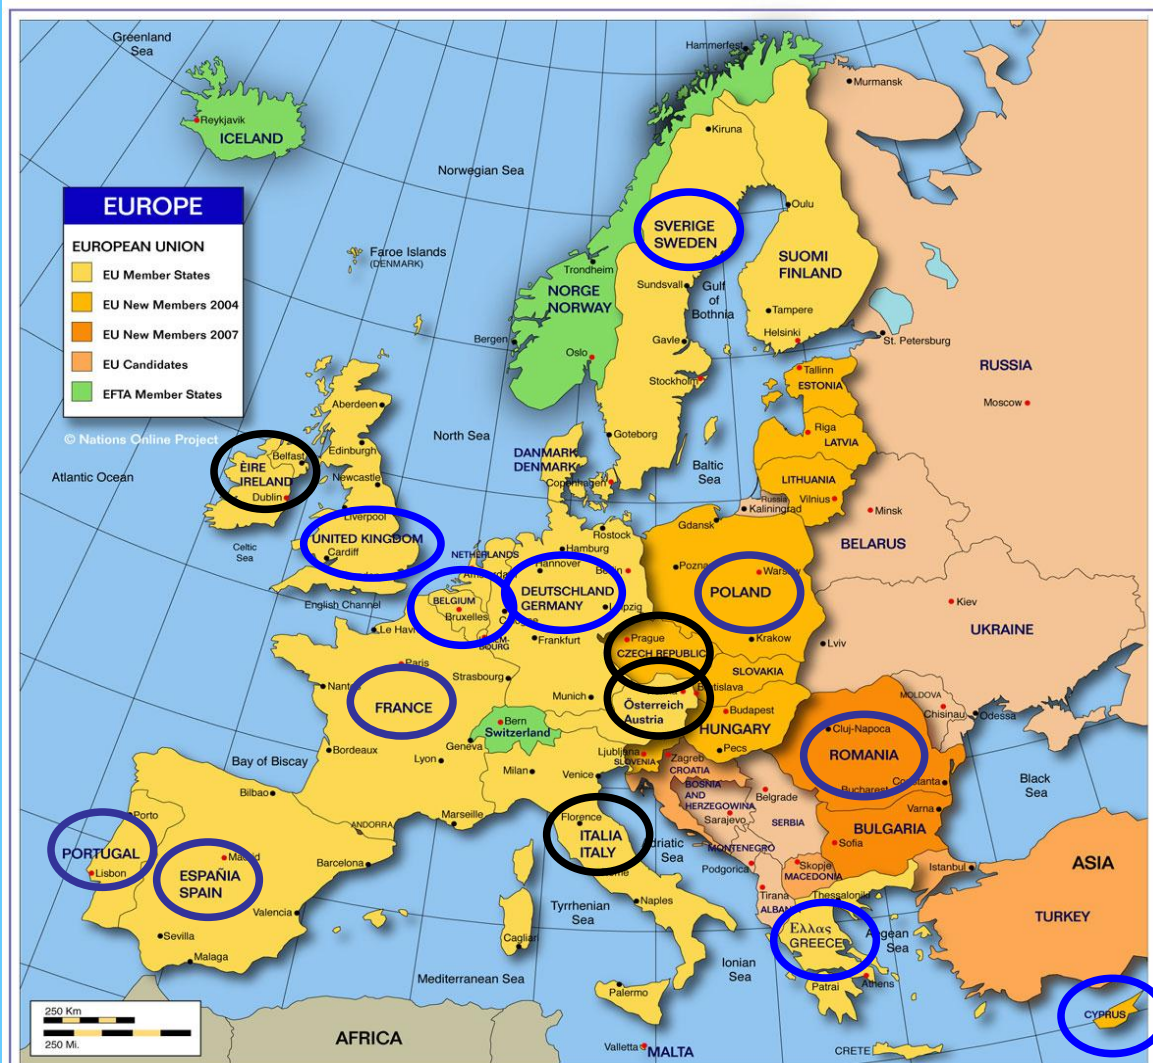 Greenland
Sea
Hammerfest
Murmansk
Reykjavik
ICELAND
Kiruna
Norwegian Sea
EUROPE
EUROPEAN UNION
EU Member States
EU New Members 2004
EU New Members 2007
EU Candidates
EFTA Member States
© Nations Online Project
Oulu
SVERIGE
SWEDEN
Faroe Islands
(DENMARK)
Trondheim
SUOMI
FINLAND
Sundsvall
Gulf
of
Bothnia
NORGE
NORWAY
Tampere
Bergen
Helsinki
St. Petersburg
Gavle
Oslo
RUSSIA
Tallinn
ESTONIA
Stockholm
Moscow
Aberdeen
Riga
LATVIA
North Sea
Goteborg
Edinburgh
DANMARK
DENMARK
Baltic
Sea
Belfast
ÈIRE
IRELAND
Atlantic Ocean
Newcastle
Copenhagen
LITHUANIA
Vilnius
Russia
Kaliningrad
Dublin
Minsk
Liverpool
Gdansk
Rostock
UNITED KINGDOM
BELARUS
Celtic
Sea
Cardiff
NETHERLANDS
Hamburg
Hannover
Berlin
Poznan
Warsaw
POLAND
English Channel
BELGIUM
Bruxelles
DEUTSCHLAND
GERMANY
Leipzig
Kiev
Le Havre
Frankfurt
Prague
CZECH REPUBLIC
Krakow
Lviv
UKRAINE
Paris
Strasbourg
SLOVAKIA
Nantes
FRANCE
Munich
Österreich
Austria
Bratislava
Budapest
HUNGARY
MOLDOVA
Chisinau
Odessa
Bern
Switzerland
Geneva
Cluj-Napoca
Bordeaux
Lyon
Ljubljana
SLOVENIA
Pecs
ROMANIA
Zagreb
CROATIA
Bay of Biscay
Milan
Venice
BOSNIA
AND
HERZEGOWINA
Belgrade
Bucharest
Constanta
Black
Sea
Bilbao
Sarajevo
SERBIA
Varna
Porto
ANDORRA
Marseille
Florence
ITALIA
ITALY
Adriatic
Sea
MONTENEGRO
BULGARIA
Sofia
PORTUGAL
Madrid
Barcelona
Podgorica
Skopje
MACEDONIA
Istanbul
ASIA
Lisbon
ESPAÑIA
SPAIN
Rome
Tirana
ALBANIA
Thessaloniki
Valencia
Naples
Tyrrhenian
Sea
TURKEY
Sevilla
Cagliari
Ελλας
GREECE
Aegean
Sea
Malaga
Ionian
Sea
Mediterranean Sea
Palermo
Patrai
Athens
250 Km
250 Mi.
CYPRUS
AFRICA
Valletta
MALTA
CRETE